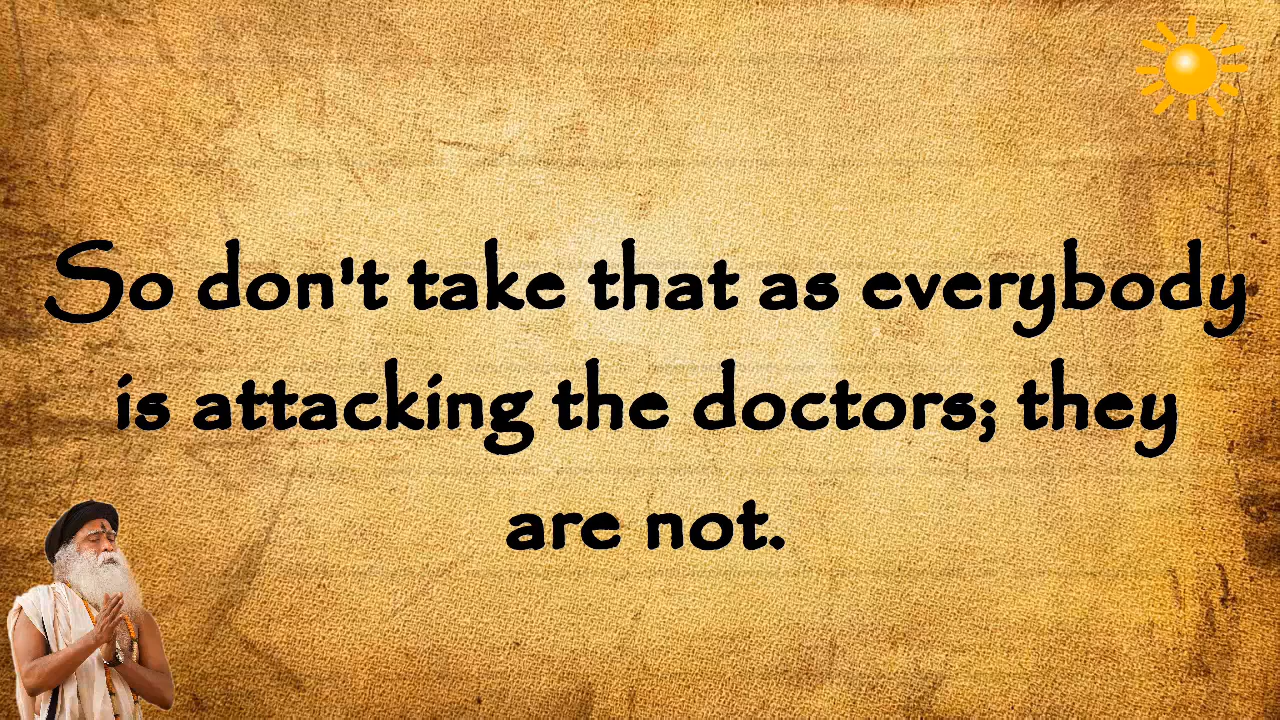 So don't take that as everybody
is attacking the doctors; they
are not.